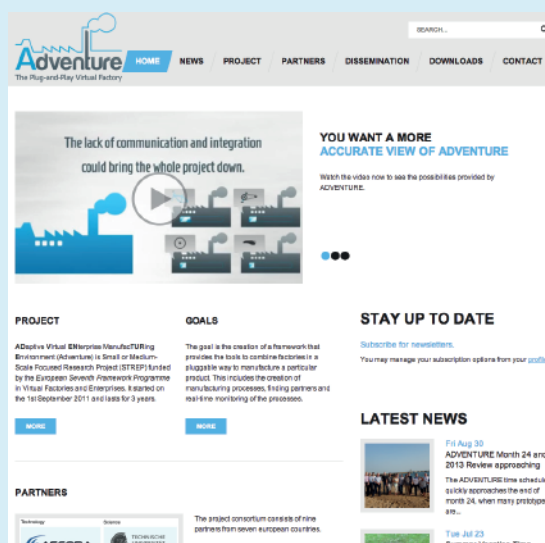 SEARCH...
Adventure
The Plug-and-Play Virtual Factory
HOME NEWS PROJECT PARTNERS DISSEMINATION DOWNLOADS CONTACT
The lack of communication and integration
could bring the whole project down.
YOU WANT A MORE
ACCURATE VIEW OF ADVENTURE
Watch the video now to see the possibilities provided by
ADVENTURE.
PROJECT
ADaptive Virtual ENterprise ManufacTURing
Environment (Adventure) is Small or Medium-
Scale Focused Research Project (STREP) funded
by the European Seventh Framework Programme
in Virtual Factories and Enterprises. It started on
the 1st September 2011 and lasts for 3 years.
MORE
GOALS
The goal is the creation of a framework that
provides the tools to combine factories in a
pluggable way to manufacture a particular
product. This includes the creation of
manufacturing processes, finding partners and
real-time monitoring of the processes.
MORE
STAY UP TO DATE
Subscribe for newsletters.
You may manage your subscription options from your profile
LATEST NEWS
Fri Aug 30
ADVENTURE Month 24 and
2013 Review approaching
The ADVENTURE time schedule
quickly approaches the end of
month 24, when many prototype
are...
Tue Jul 23
PARTNERS
Technology
Science
TECHNISCHE
The project consortium consists of nine
partners from seven european countries.